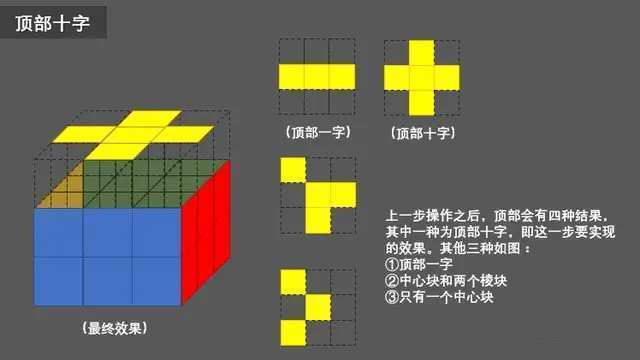 顶部十字
(顶部一字)
(顶部十字)
上一步操作之后，顶部会有四种结果，
其中一种为顶部十字，即这一步要实现
的效果。其他三种如图：
①顶部一字
②中心块和两个棱块
③只有一个中心块
(最终效果)